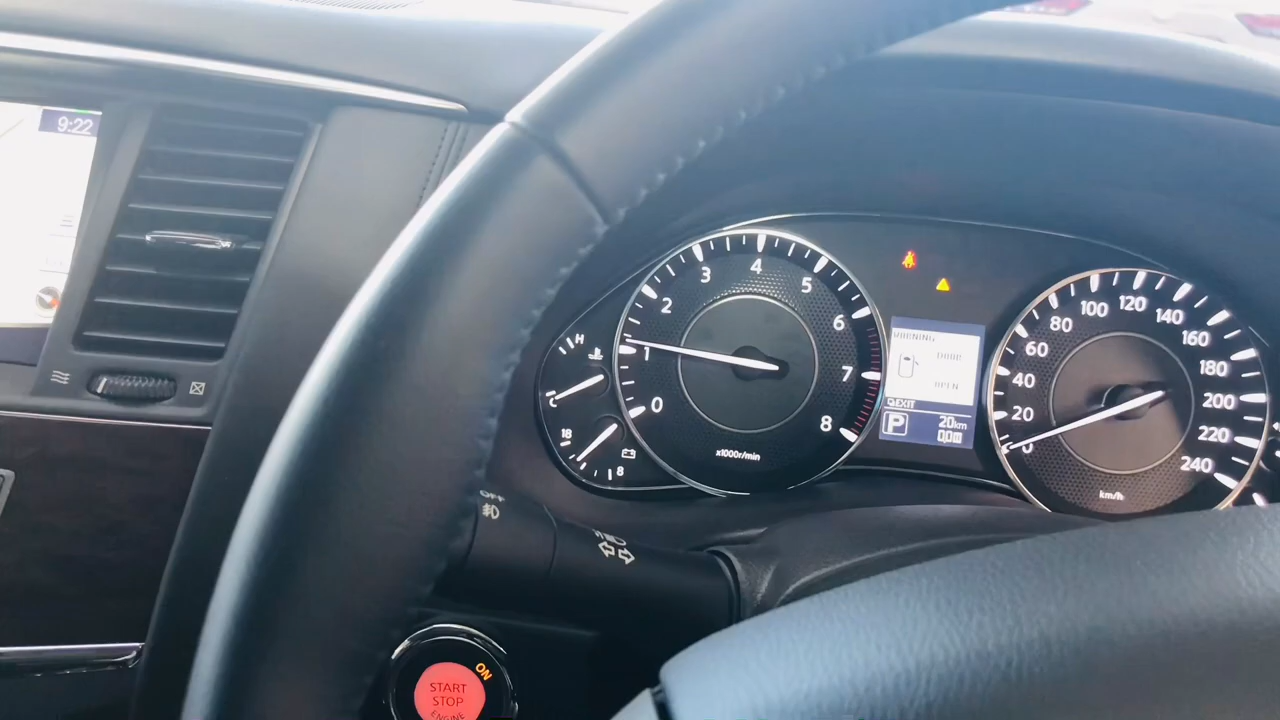 9:22
H
18
8
0
1
2
3
4
5
6
7
8
x1000r/min
WARNING
DOOR
OPEN
EXIT
P
20km
0
20
40
60
80
100
120
140
160
180
200
220
240
km/h
OFF
ON
START
STOP
ENGINE